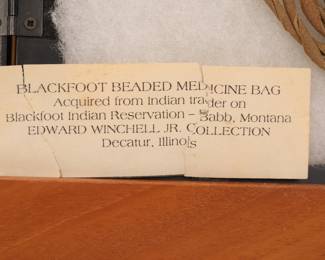 BLACKFOOT BEADED MEDICINE BAG
Acquired from Indian trader on
Blackfoot Indian Reservation – Babb, Montana
EDWARD WINCHELL JR. COLLECTION
Decatur, Illinois